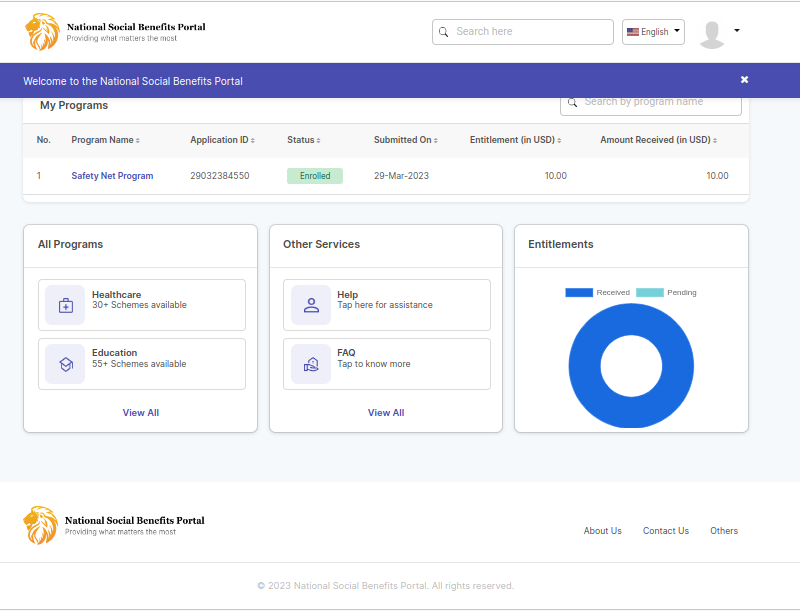 National Social Benefits Portal
Providing what matters the most
Search here
English
Welcome to the National Social Benefits Portal
My Programs
Search by program name
No. Program Name Application ID Status Submitted On Entitlement (in USD) Amount Received (in USD)
1 Safety Net Program 29032384550 Enrolled 29-Mar-2023 10.00 10.00
All Programs
Healthcare
30+ Schemes available
Education
55+ Schemes available
View All
Other Services
Help
Tap here for assistance
FAQ
Tap to know more
View All
Entitlements
Received Pending
National Social Benefits Portal
Providing what matters the most
About Us Contact Us Others
© 2023 National Social Benefits Portal. All rights reserved.